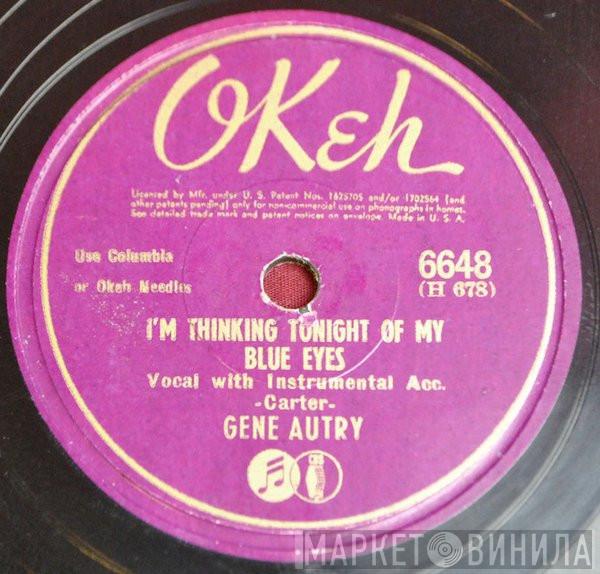 OKeh
Licensed by Mfr. under U. S. Patent Nos. 1625705 and/or 1702564 (and
other patents pending) only for non-commercial use on phonographs in homes.
See detailed trade mark and patent notices on envelope. Made in U. S. A.
Use Columbia
or Okeh Needles
6648
(H 678)
I'M THINKING TONIGHT OF MY
BLUE EYES
Vocal with Instrumental Acc.
-Carter-
GENE AUTRY
МАРКЕТ ВИНИЛА